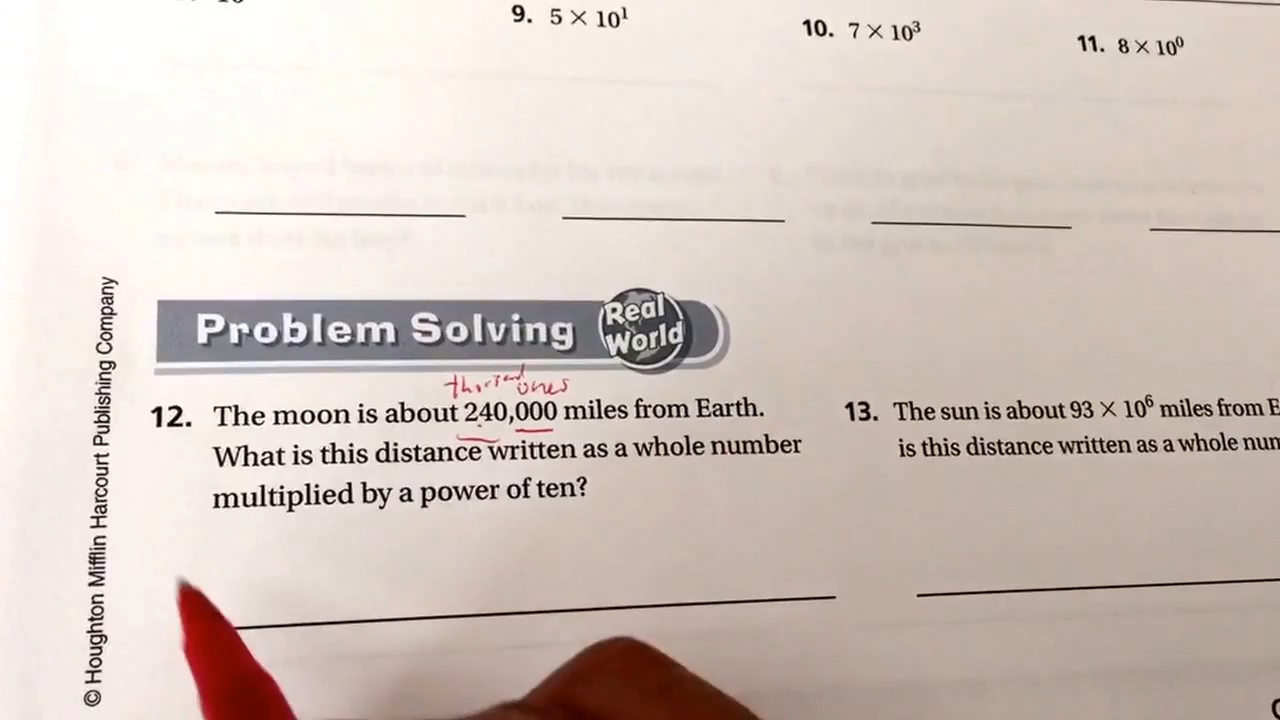 9. 5 × 10¹
10. 7 × 10³
11. 8 × 10⁰
Problem Solving Real World
ones
12. The moon is about 240,000 miles from Earth.
What is this distance written as a whole number
multiplied by a power of ten?
13. The sun is about 93 × 10⁶ miles from E
is this distance written as a whole num
© Houghton Mifflin Harcourt Publishing Company